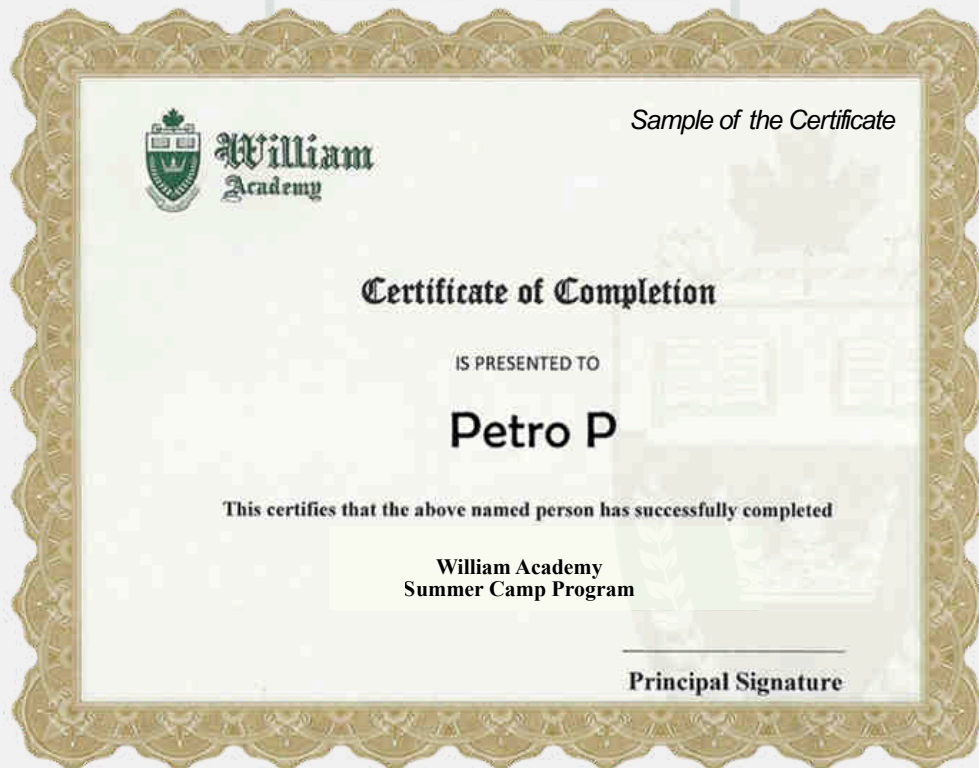 William
Academy
Sample of the Certificate
Certificate of Completion
IS PRESENTED TO
Petro P
This certifies that the above named person has successfully completed
William Academy
Summer Camp Program
Principal Signature